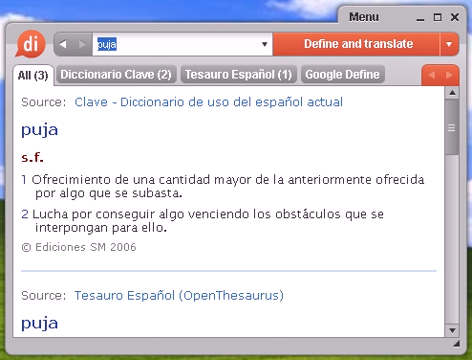 Menu
di
puja
Define and translate
All (3)
Diccionario Clave (2)
Tesauro Español (1)
Google Define
Source: Clave - Diccionario de uso del español actual
puja
s.f.
1 Ofrecimiento de una cantidad mayor de la anteriormente ofrecida
por algo que se subasta.
2 Lucha por conseguir algo venciendo los obstáculos que se
interpongan para ello.
© Ediciones SM 2006
Source: Tesauro Español (OpenThesaurus)
puja